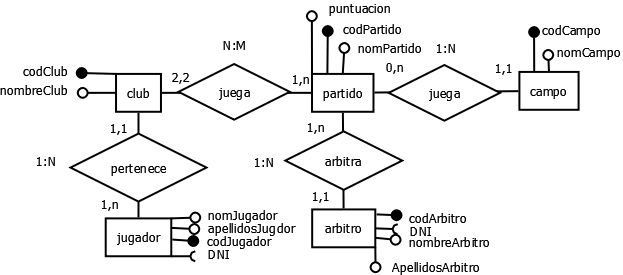 puntuacion
codPartido
codCampo
N:M
nomPartido
1:N
nomCampo
codClub
0,n
1,1
nombreClub
club
2,2
juega
1,n
partido
juega
campo
1,1
1,n
1:N
pertenece
1:N
arbitra
1,n
1,1
nomJugador
apellidosJugdor
codJugador
DNI
jugador
arbitro
codArbitro
DNI
nombreArbitro
ApellidosArbitro